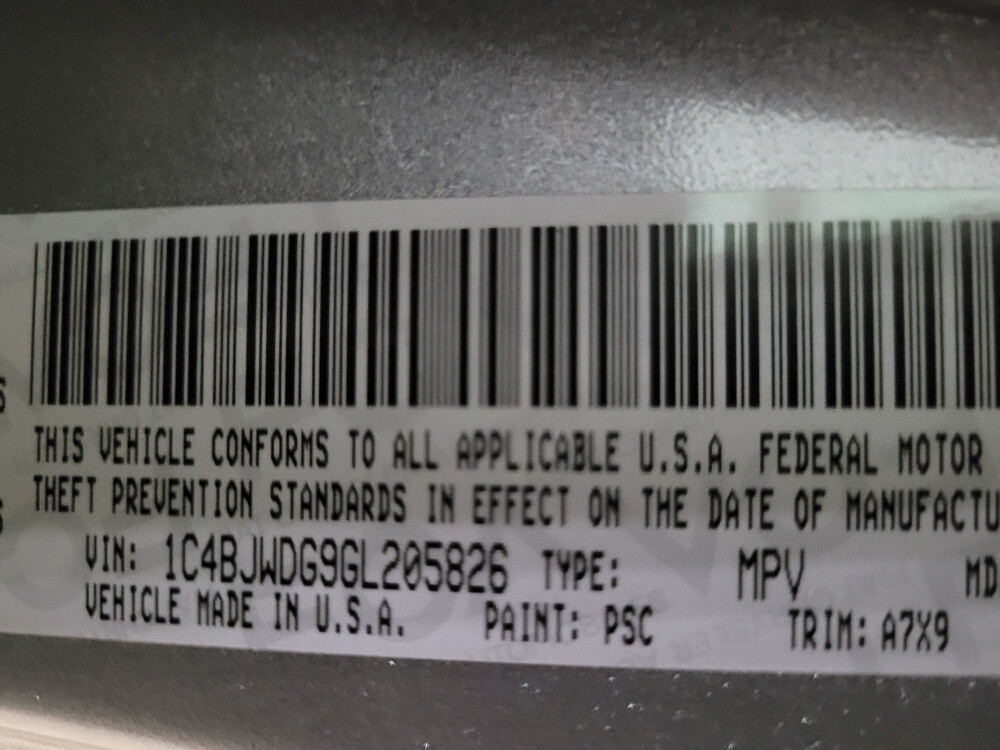 THIS VEHICLE CONFORMS TO ALL APPLICABLE U.S.A. FEDERAL MOTOR
THEFT PREVENTION STANDARDS IN EFFECT ON THE DATE OF MANUFACTU
VIN: 1C4BJWDG9GL205826 TYPE: MPV MD
VEHICLE MADE IN U.S.A. PAINT: PSC TRIM: A7X9